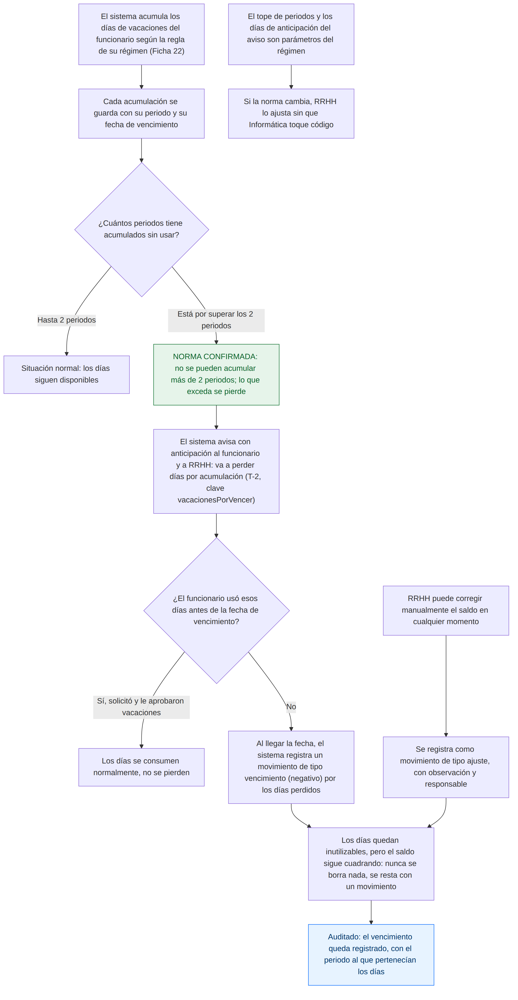 El sistema acumula los
días de vacaciones del
funcionario según la regla
de su régimen (Ficha 22)
El tope de periodos y los
días de anticipación del
aviso son parámetros del
régimen
Cada acumulación se
guarda con su periodo y su
fecha de vencimiento
Si la norma cambia, RRHH
lo ajusta sin que
Informática toque código
¿Cuántos periodos tiene
acumulados sin usar?
Hasta 2 periodos
Está por superar los 2
periodos
Situación normal: los días
siguen disponibles
NORMA CONFIRMADA:
no se pueden acumular
más de 2 periodos; lo que
exceda se pierde
El sistema avisa con
anticipación al funcionario
y a RRHH: va a perder
días por acumulación (T-2,
clave
vacacionesPorVencer)
¿El funcionario usó esos
días antes de la fecha de
vencimiento?
RRHH puede corregir
manualmente el saldo en
cualquier momento
Sí, solicitó y le aprobaron
vacaciones
No
Los días se consumen
normalmente, no se pierden
Al llegar la fecha, el
sistema registra un
movimiento de tipo
vencimiento (negativo) por
los días perdidos
Se registra como
movimiento de tipo ajuste,
con observación y
responsable
Los días quedan
inutilizables, pero el saldo
sigue cuadrando: nunca se
borra nada, se resta con
un movimiento
Auditado: el vencimiento
queda registrado, con el
periodo al que pertenecían
los días